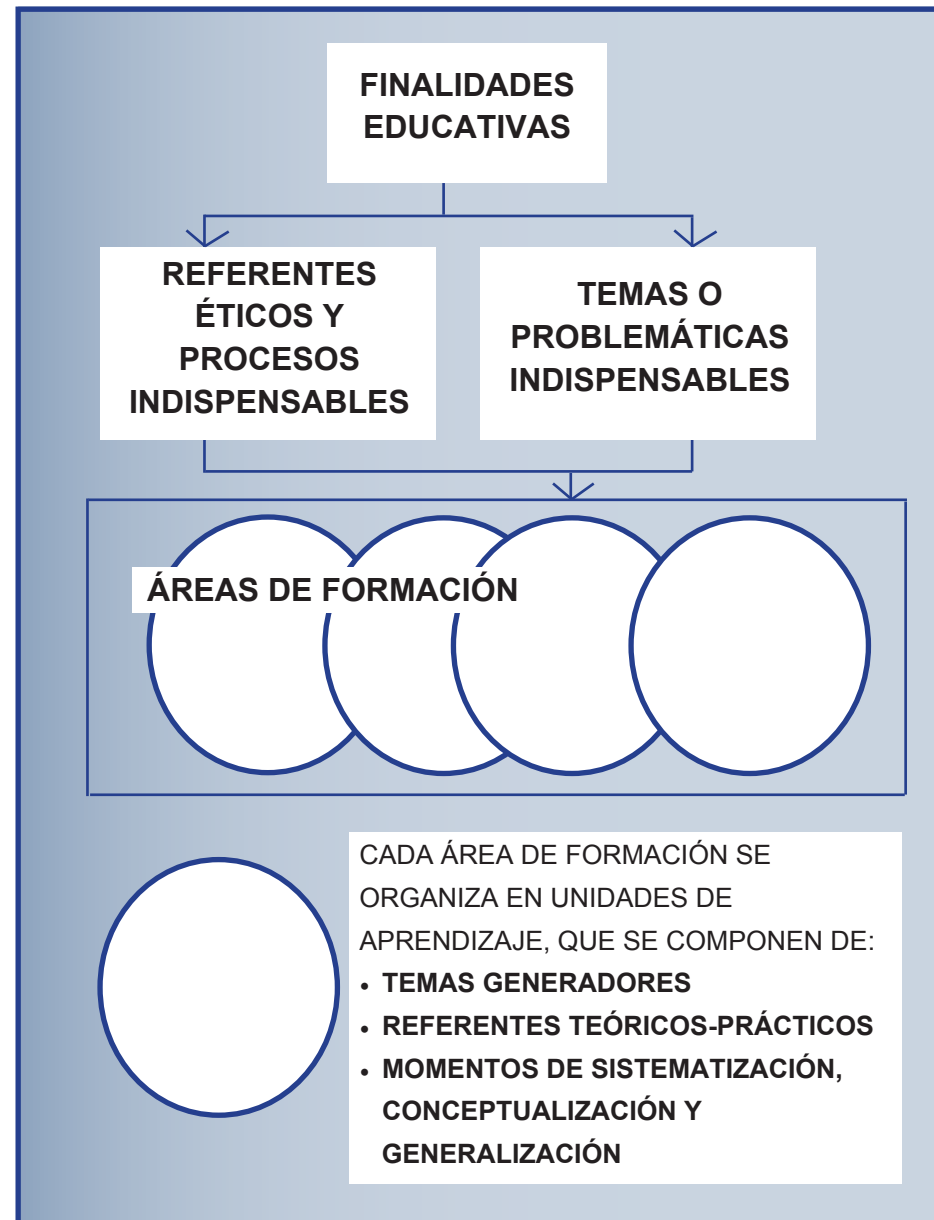 FINALIDADES
EDUCATIVAS
REFERENTES
ÉTICOS Y
PROCESOS
INDISPENSABLES
TEMAS O
PROBLEMÁTICAS
INDISPENSABLES
ÁREAS DE FORMACIÓN
CADA ÁREA DE FORMACIÓN SE
ORGANIZA EN UNIDADES DE
APRENDIZAJE, QUE SE COMPONEN DE:
• TEMAS GENERADORES
• REFERENTES TEÓRICOS-PRÁCTICOS
• MOMENTOS DE SISTEMATIZACIÓN,
CONCEPTUALIZACIÓN Y
GENERALIZACIÓN